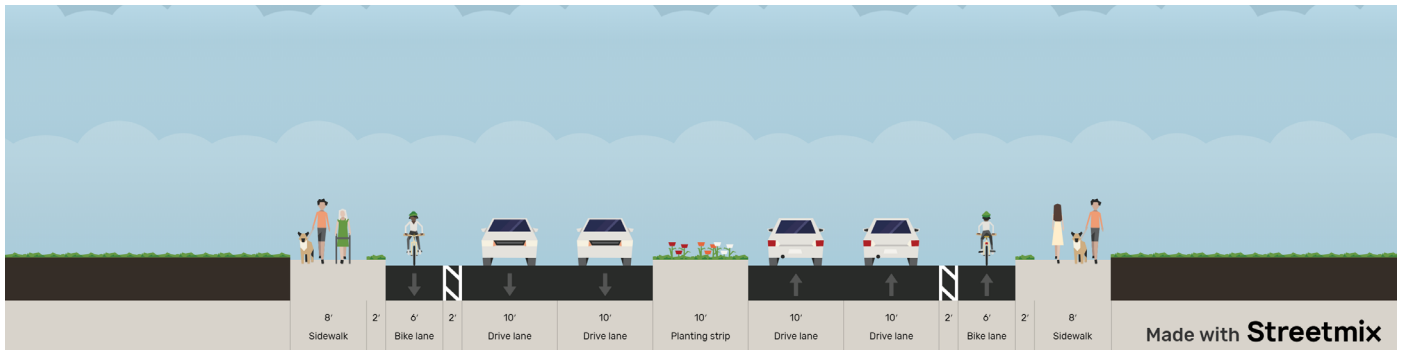 8' 2' 6' 2' 10' 10' 10' 10' 10' 2' 6' 2' 8'
Sidewalk Bike lane Drive lane Drive lane Planting strip Drive lane Drive lane Bike lane Sidewalk
Made with Streetmix